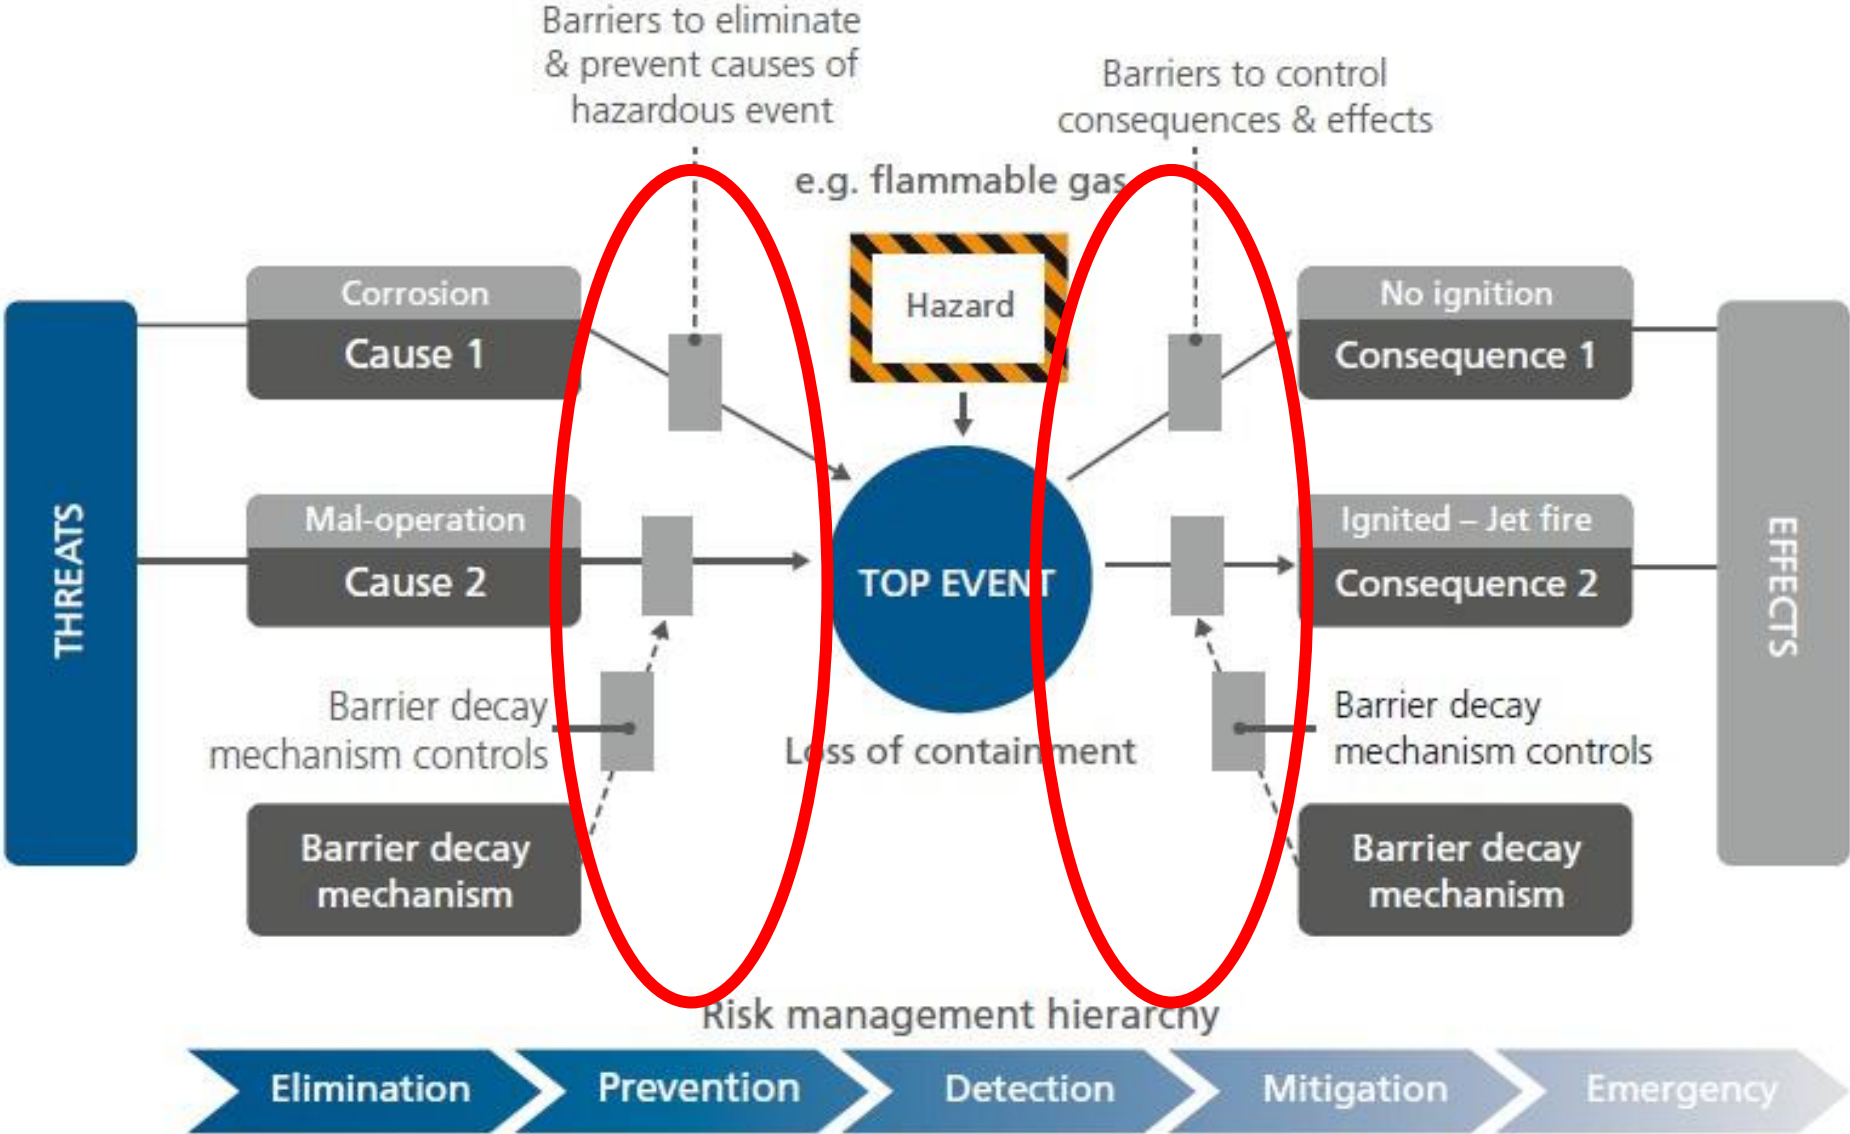 Barriers to eliminate
& prevent causes of
hazardous event
Barriers to control
consequences & effects
e.g. flammable gas
Hazard
THREATS
Corrosion
Cause 1
No ignition
Consequence 1
Mal-operation
Cause 2
TOP EVENT
Ignited – Jet fire
Consequence 2
EFFECTS
Barrier decay
mechanism controls
Loss of containment
Barrier decay
mechanism controls
Barrier decay
mechanism
Barrier decay
mechanism
Risk management hierarchy
Elimination
Prevention
Detection
Mitigation
Emergency